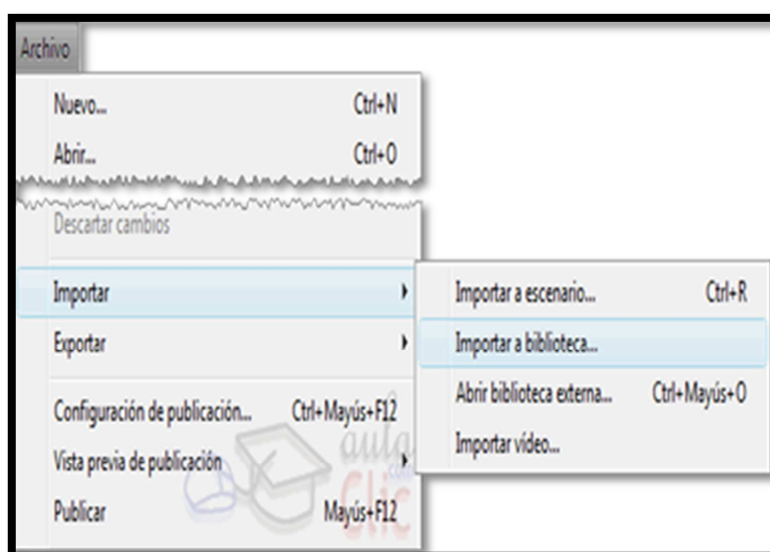 Archivo
Nuevo... Ctrl+N
Abrir... Ctrl+O
Descartar cambios
Importar
Exportar
Configuración de publicación... Ctrl+Mayús+F12
Vista previa de publicación
Publicar Mayús+F12
Importar a escenario... Ctrl+R
Importar a biblioteca...
Abrir biblioteca externa... Ctrl+Mayús+O
Importar vídeo...
aula
.com
Clic